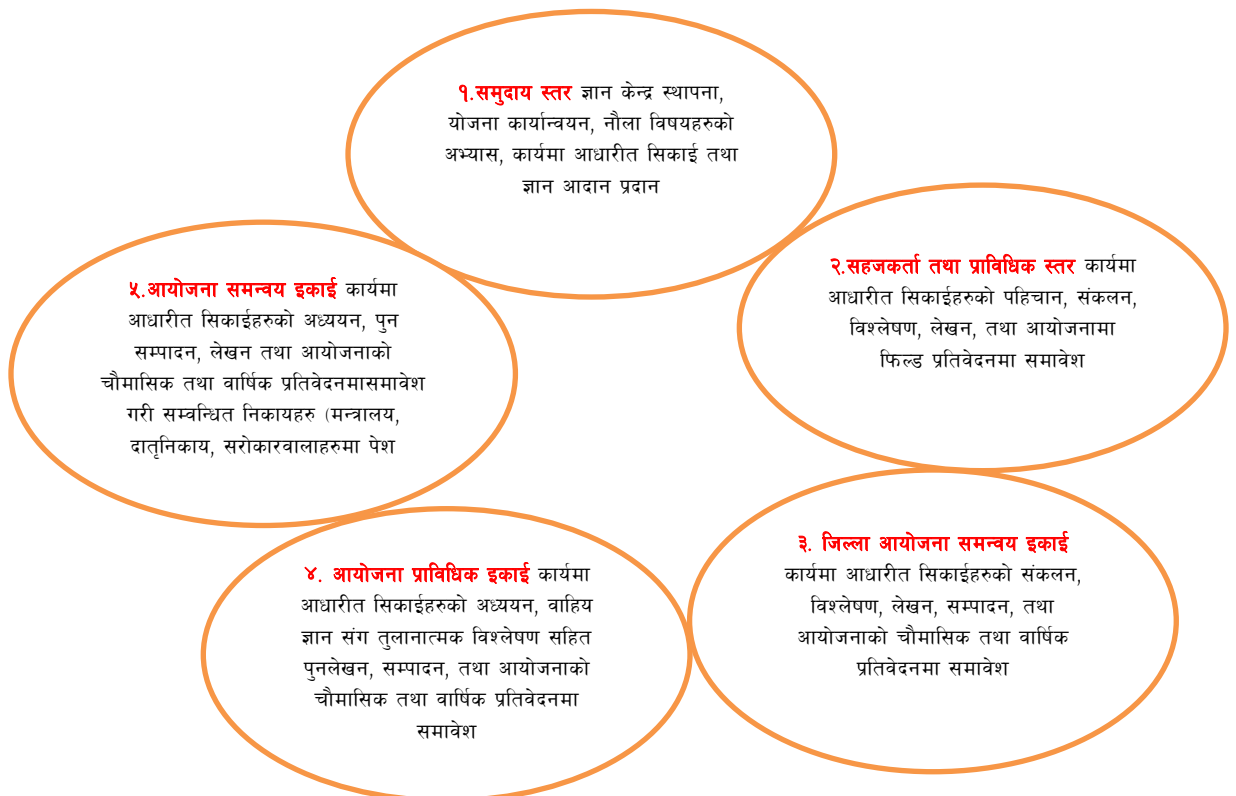 १.समुदाय स्तर ज्ञान केन्द्र स्थापना,
योजना कार्यान्वयन, नौला विषयहरुको
अभ्यास, कार्यमा आधारीत सिकाई तथा
ज्ञान आदान प्रदान
२.सहजकर्ता तथा प्राविधिक स्तर कार्यमा
आधारीत सिकाईहरुको पहिचान, संकलन,
विश्लेषण, लेखन, तथा आयोजनामा
फिल्ड प्रतिवेदनमा समावेश
३. जिल्ला आयोजना समन्वय इकाई
कार्यमा आधारीत सिकाईहरुको संकलन,
विश्लेषण, लेखन, सम्पादन, तथा
आयोजनाको चौमासिक तथा वार्षिक
प्रतिवेदनमा समावेश
४. आयोजना प्राविधिक इकाई कार्यमा
आधारीत सिकाईहरुको अध्ययन, वाहिय
ज्ञान संग तुलनात्मक विश्लेषण सहित
पुनलेखन, सम्पादन, तथा आयोजनाको
चौमासिक तथा वार्षिक प्रतिवेदनमा
समावेश
५.आयोजना समन्वय इकाई कार्यमा
आधारीत सिकाईहरुको अध्ययन, पुन
सम्पादन, लेखन तथा आयोजनाको
चौमासिक तथा वार्षिक प्रतिवेदनमासमावेश
गरी सम्वन्धित निकायहरु (मन्त्रालय,
दातृनिकाय, सरोकारवालाहरुमा पेश